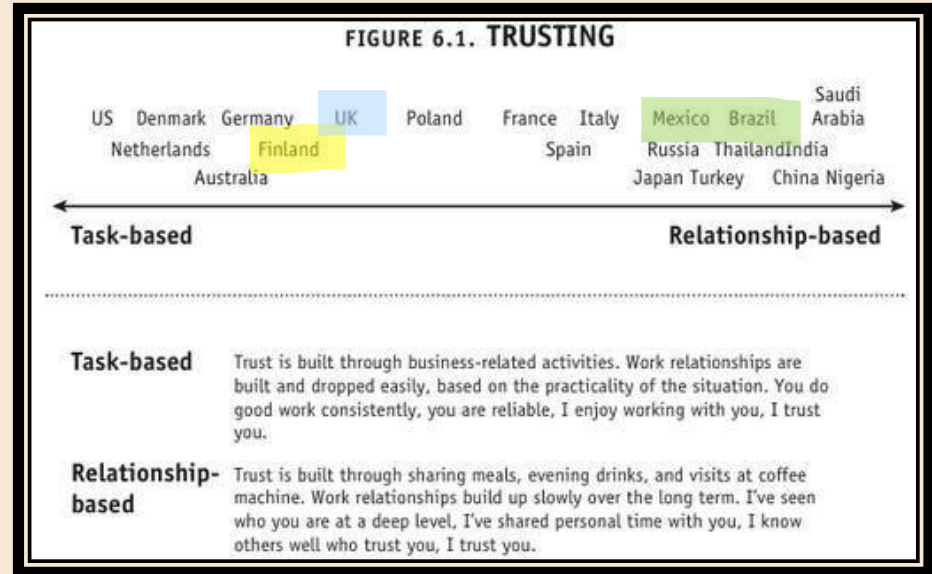 FIGURE 6.1. TRUSTING
Saudi
US Denmark Germany UK Poland France Italy Mexico Brazil Arabia
Netherlands Finland Spain Russia ThailandIndia
Australia Japan Turkey China Nigeria
Task-based Relationship-based
Task-based Trust is built through business-related activities. Work relationships are
built and dropped easily, based on the practicality of the situation. You do
good work consistently, you are reliable, I enjoy working with you, I trust
you.
Relationship- Trust is built through sharing meals, evening drinks, and visits at coffee
based machine. Work relationships build up slowly over the long term. I've seen
who you are at a deep level, I've shared personal time with you, I know
others well who trust you, I trust you.